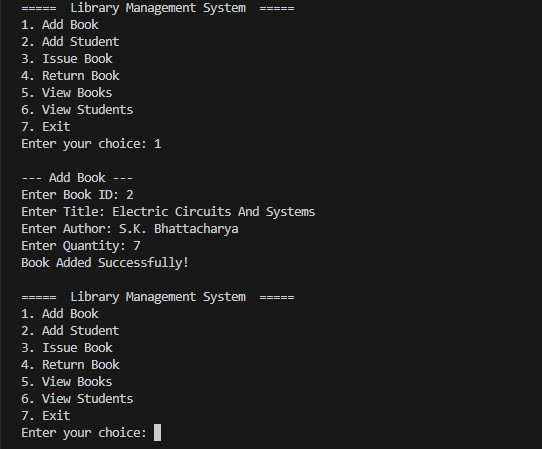 =====  Library Management System  =====
1. Add Book
2. Add Student
3. Issue Book
4. Return Book
5. View Books
6. View Students
7. Exit
Enter your choice: 1

--- Add Book ---
Enter Book ID: 2
Enter Title: Electric Circuits And Systems
Enter Author: S.K. Bhattacharya
Enter Quantity: 7
Book Added Successfully!

=====  Library Management System  =====
1. Add Book
2. Add Student
3. Issue Book
4. Return Book
5. View Books
6. View Students
7. Exit
Enter your choice: